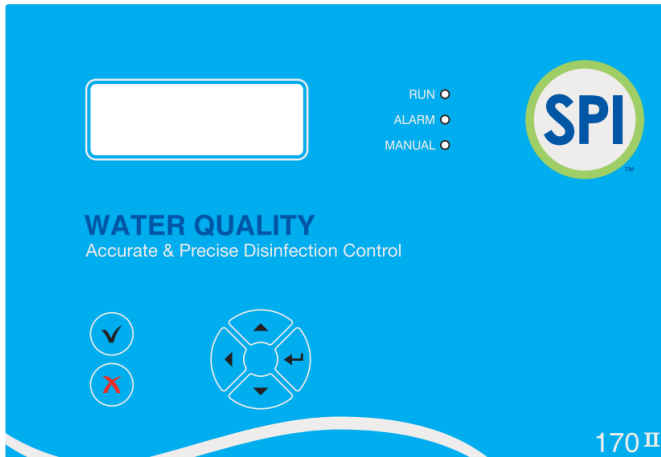 RUN
ALARM
MANUAL
SPI
TM
WATER QUALITY
Accurate & Precise Disinfection Control
170 II